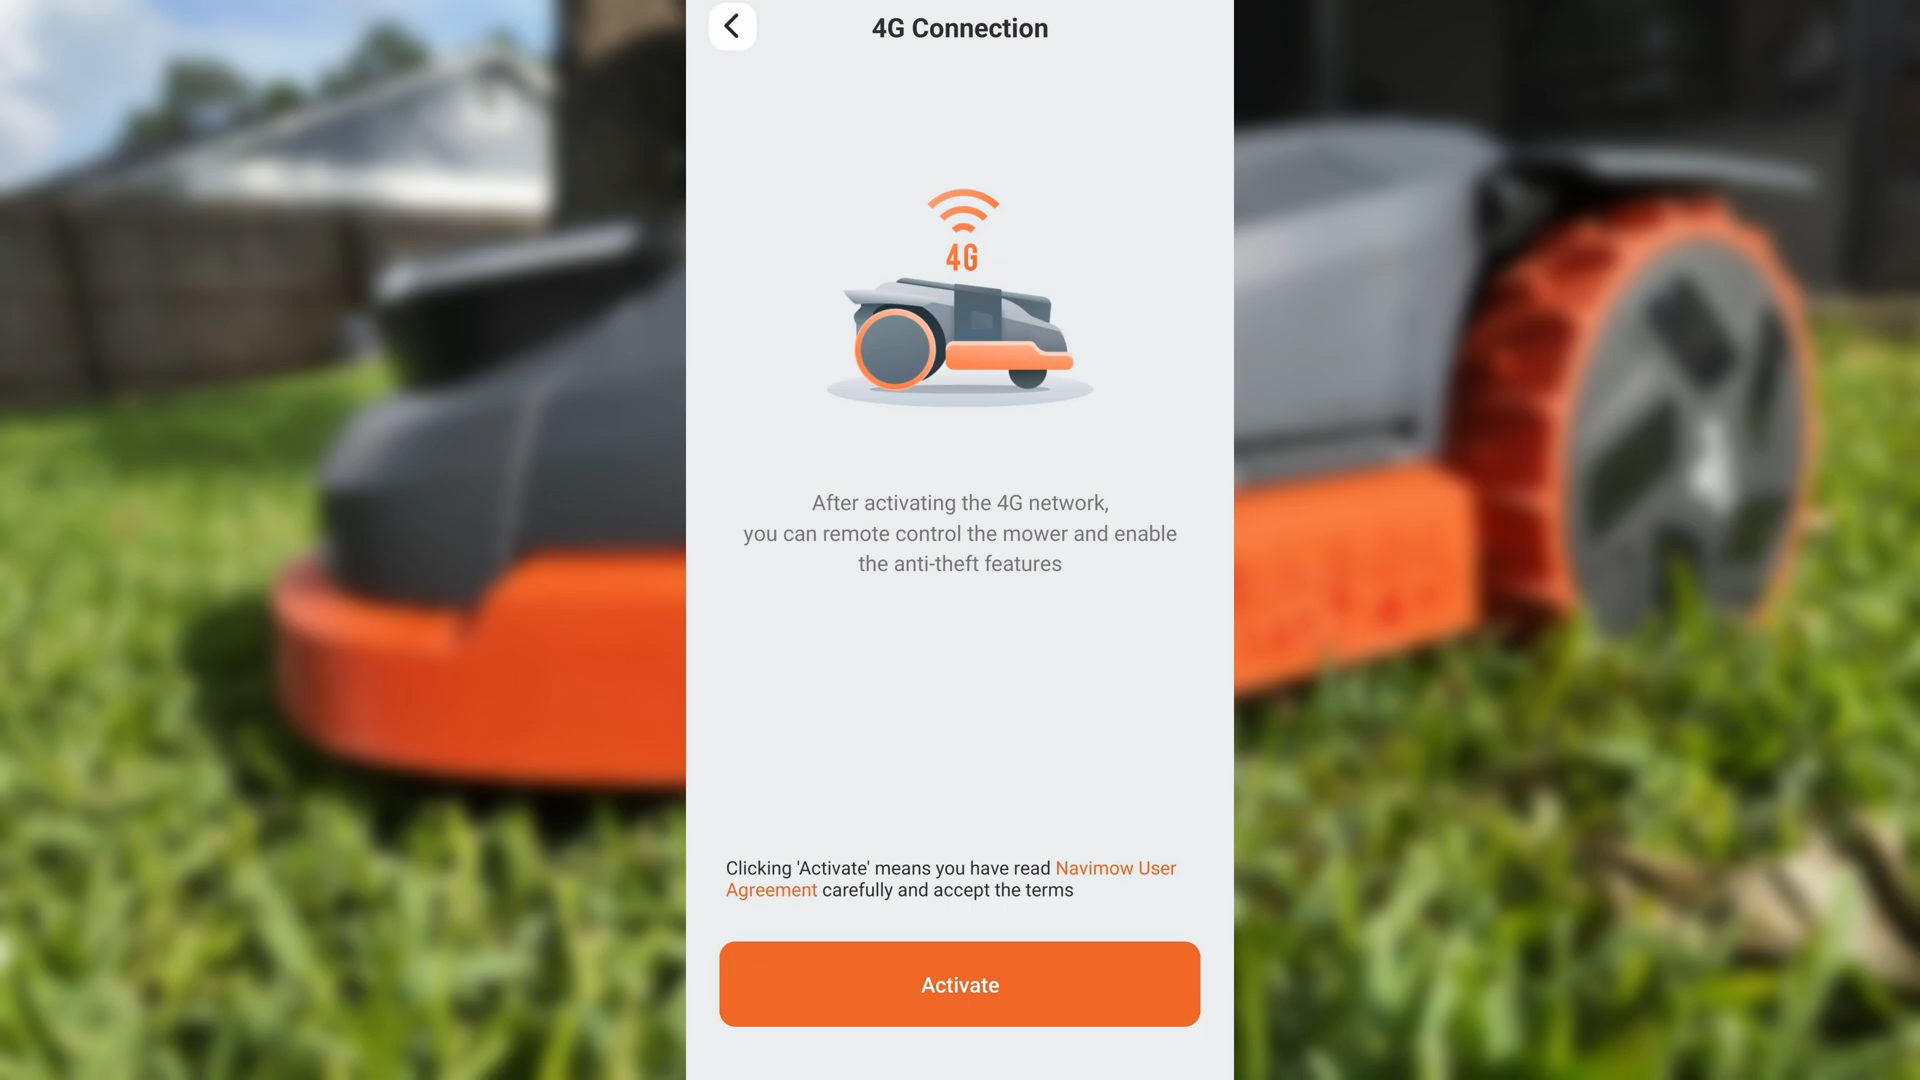 4G Connection
4G
After activating the 4G network,
you can remote control the mower and enable
the anti-theft features
Clicking 'Activate' means you have read Navimow User
Agreement carefully and accept the terms
Activate